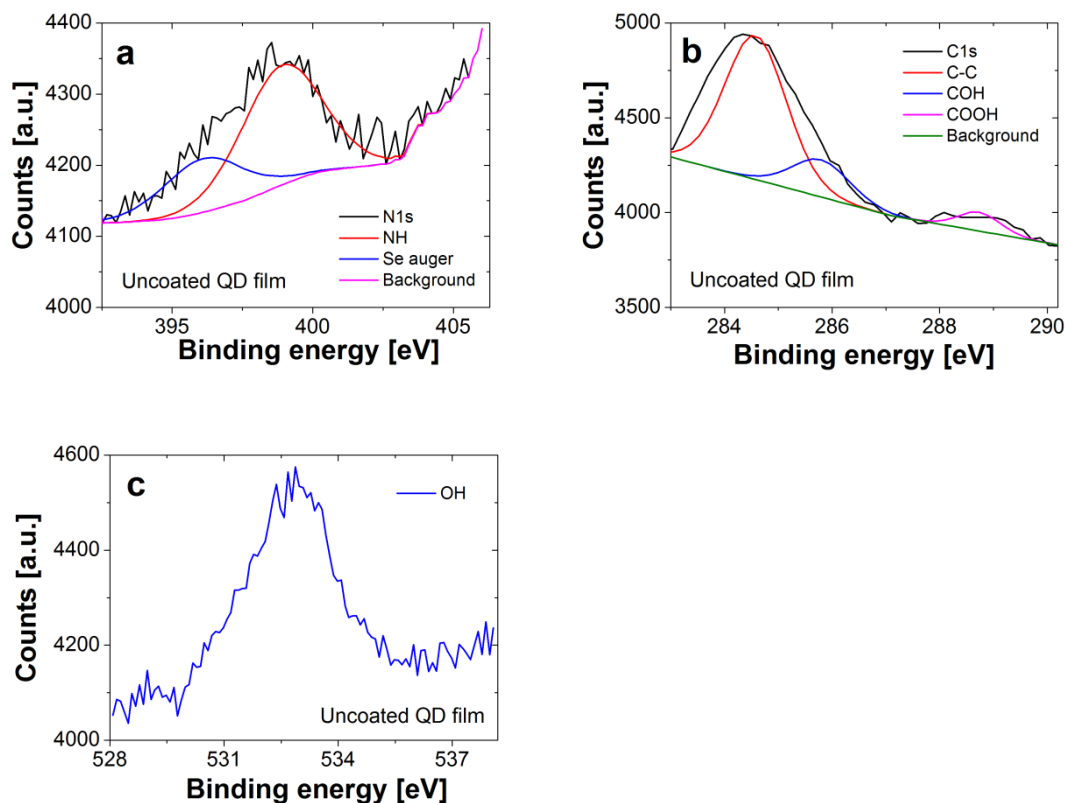 a
4400
4300
4200
4100
4000
Counts [a.u.]
N1s
NH
Se auger
Background
Uncoated QD film
395 400 405
Binding energy [eV]
b
5000
4500
4000
3500
Counts [a.u.]
C1s
C-C
COH
COOH
Background
Uncoated QD film
284 286 288 290
Binding energy [eV]
c
4600
4400
4200
4000
Counts [a.u.]
OH
Uncoated QD film
528 531 534 537
Binding energy [eV]